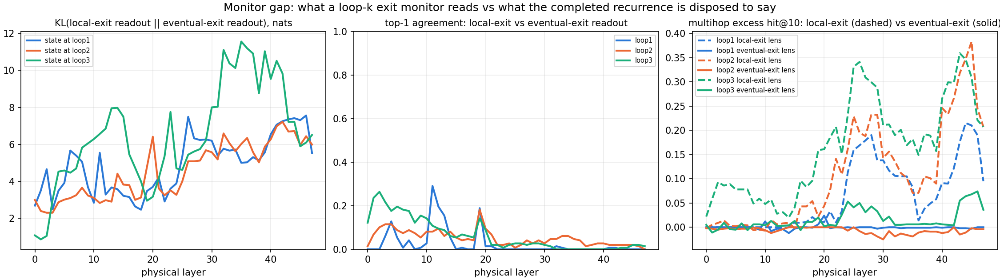 Monitor gap: what a loop-k exit monitor reads vs what the completed recurrence is disposed to say
KL(local-exit readout || eventual-exit readout), nats
12
10
8
6
4
2
state at loop1
state at loop2
state at loop3
0
10
20
30
40
physical layer
top-1 agreement: local-exit vs eventual-exit readout
1.0
0.8
0.6
0.4
0.2
0.0
loop1
loop2
loop3
0
10
20
30
40
physical layer
multihop excess hit@10: local-exit (dashed) vs eventual-exit (solid)
0.40
0.35
0.30
0.25
0.20
0.15
0.10
0.05
0.00
loop1 local-exit lens
loop1 eventual-exit lens
loop2 local-exit lens
loop2 eventual-exit lens
loop3 local-exit lens
loop3 eventual-exit lens
0
10
20
30
40
physical layer